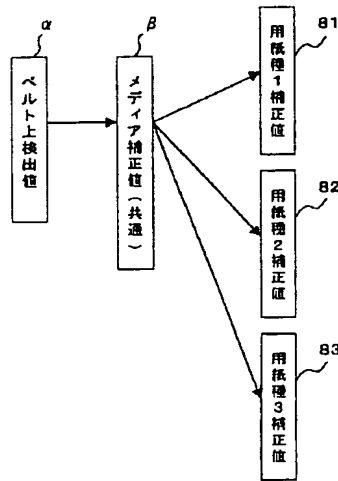 α
ベルト上検出値
β
メディア補正値(共通)
81
用紙種1補正値
82
用紙種2補正値
83
用紙種3補正値